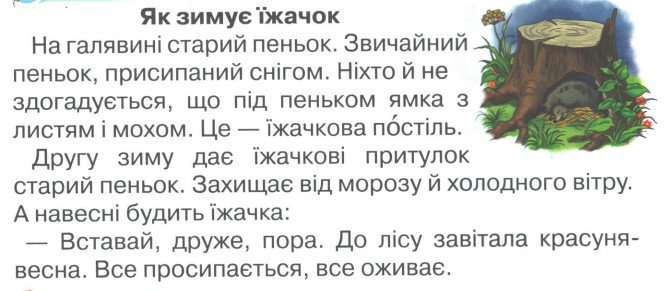 Як зимує їжачок
На галявині старий пеньок. Звичайний
пеньок, присипаний снігом. Ніхто й не
здогадується, що під пеньком ямка з
листям і мохом. Це — їжачкова по́стіль.
Другу зиму дає їжачкові притулок
старий пеньок. Захищає від морозу й холодного вітру.
А навесні будить їжачка:
— Вставай, друже, пора. До лісу завітала красуня-
весна. Все просипається, все оживає.